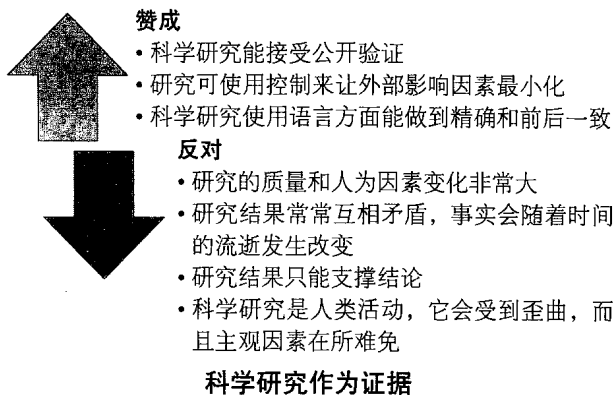 赞成
•科学研究能接受公开验证
•研究可使用控制来让外部影响因素最小化
•科学研究使用语言方面能做到精确和前后一致
反对
•研究的质量和人为因素变化非常大
•研究结果常常互相矛盾，事实会随着时间
的流逝发生改变
•研究结果只能支撑结论
•科学研究是人类活动，它会受到歪曲，而
且主观因素在所难免
科学研究作为证据